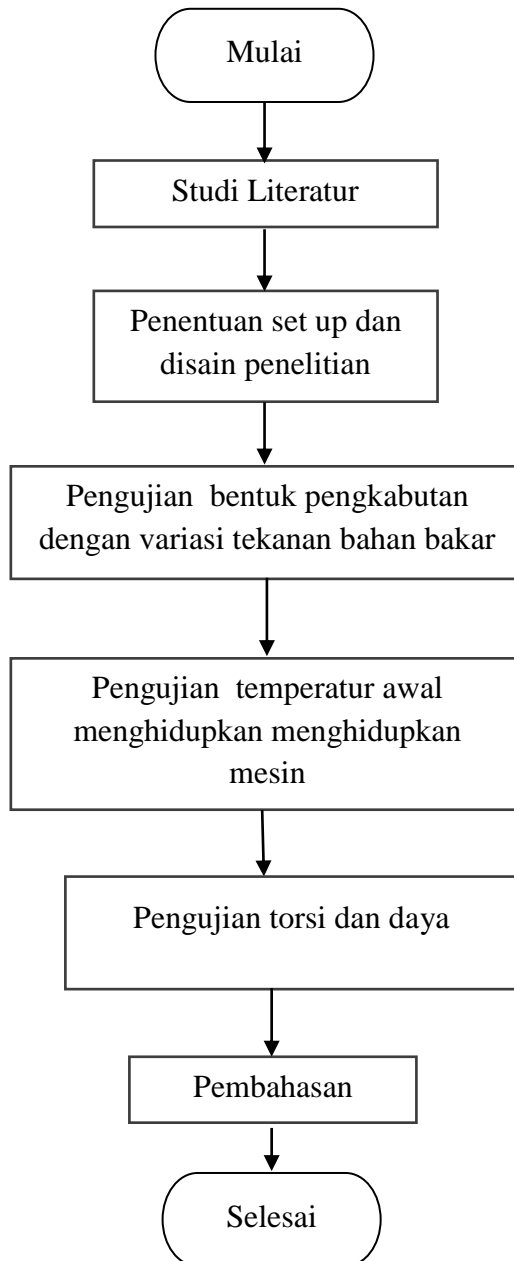 Mulai
Studi Literatur
Penentuan set up dan
disain penelitian
Pengujian bentuk pengkabutan
dengan variasi tekanan bahan bakar
Pengujian temperatur awal
menghidupkan menghidupkan
mesin
Pengujian torsi dan daya
Pembahasan
Selesai